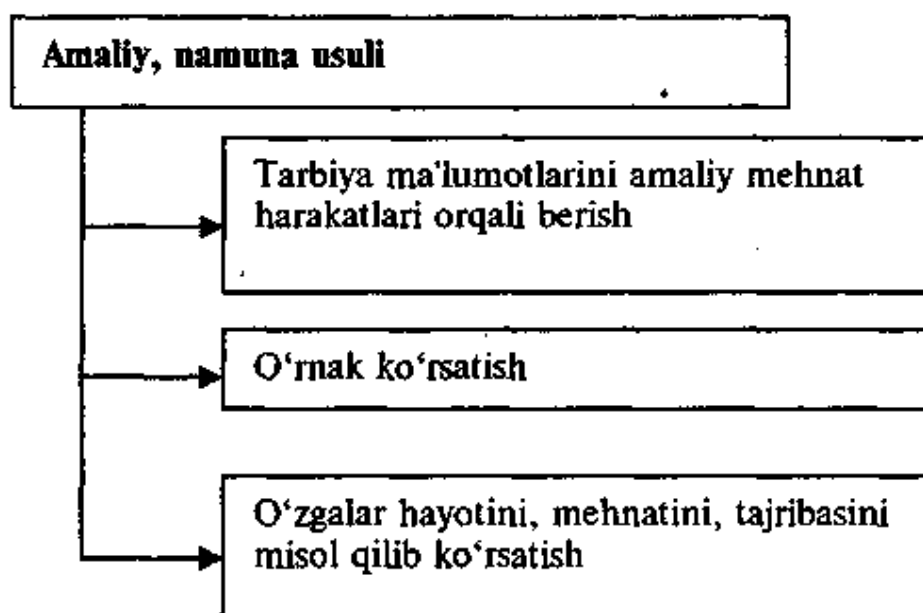 Amaliy, namuna usuli
Tarbiya ma'lumotlarini amaliy mehnat
harakatlari orqali berish
O‘rnak ko‘rsatish
O‘zgalar hayotini, mehnatini, tajribasini
misol qilib ko‘rsatish